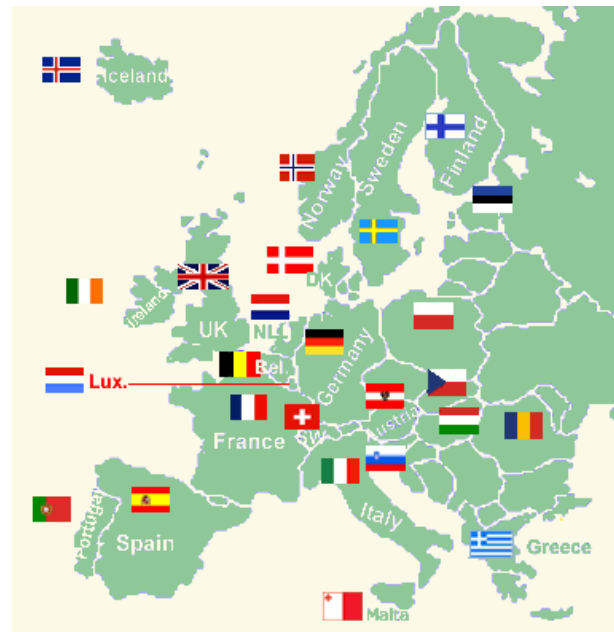 Iceland
Norway
Sweden
Finland
DK
Ireland
UK
NL
Bel.
Germany
Lux.
France
SW
Austria
Portugal
Spain
Italy
Greece
Malta